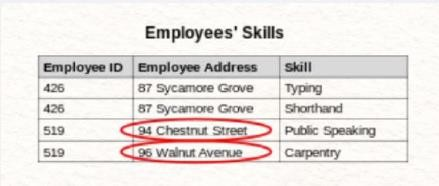 Employees' Skills
Employee ID Employee Address Skill
426 87 Sycamore Grove Typing
426 87 Sycamore Grove Shorthand
519 94 Chestnut Street Public Speaking
519 96 Walnut Avenue Carpentry